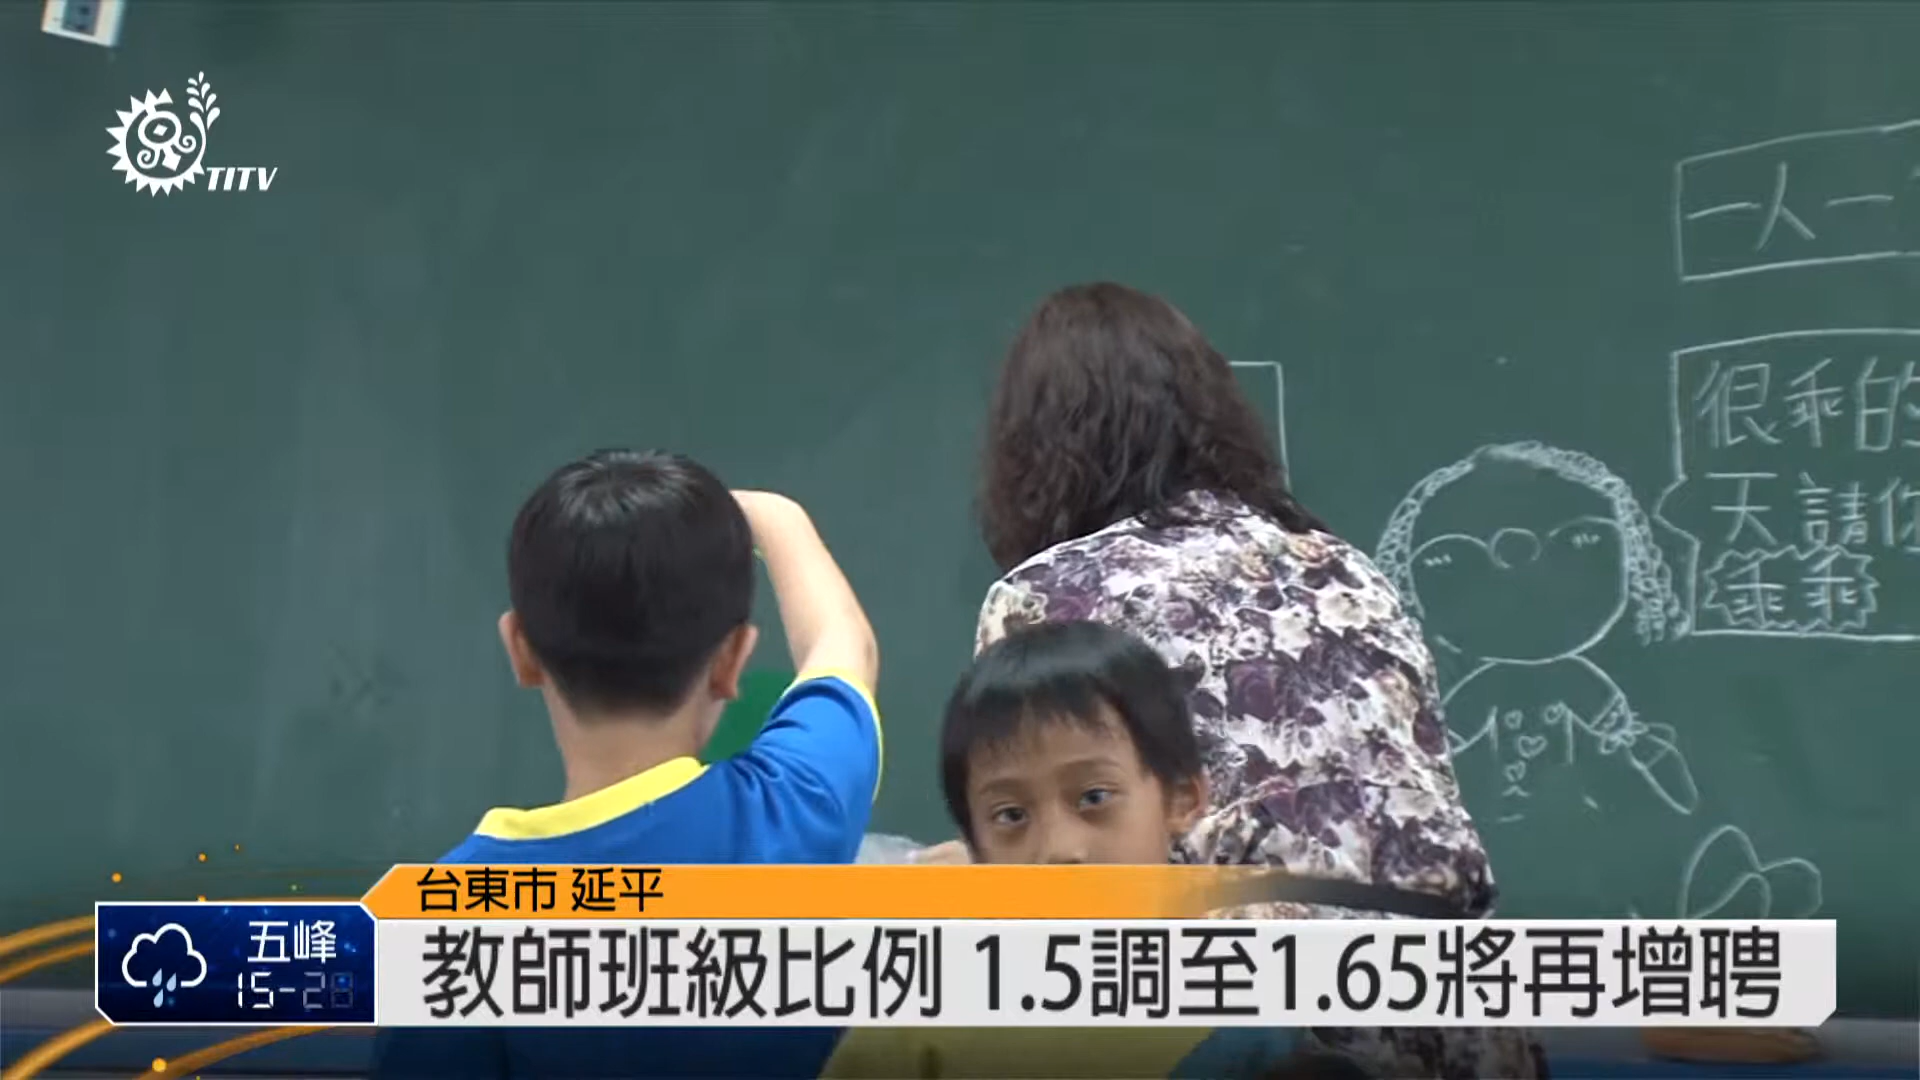 TITV
一人一
很乖的
天請你
乖乖
台東市 延平
教師班級比例 1.5調至1.65將再增聘
五峰
15-28